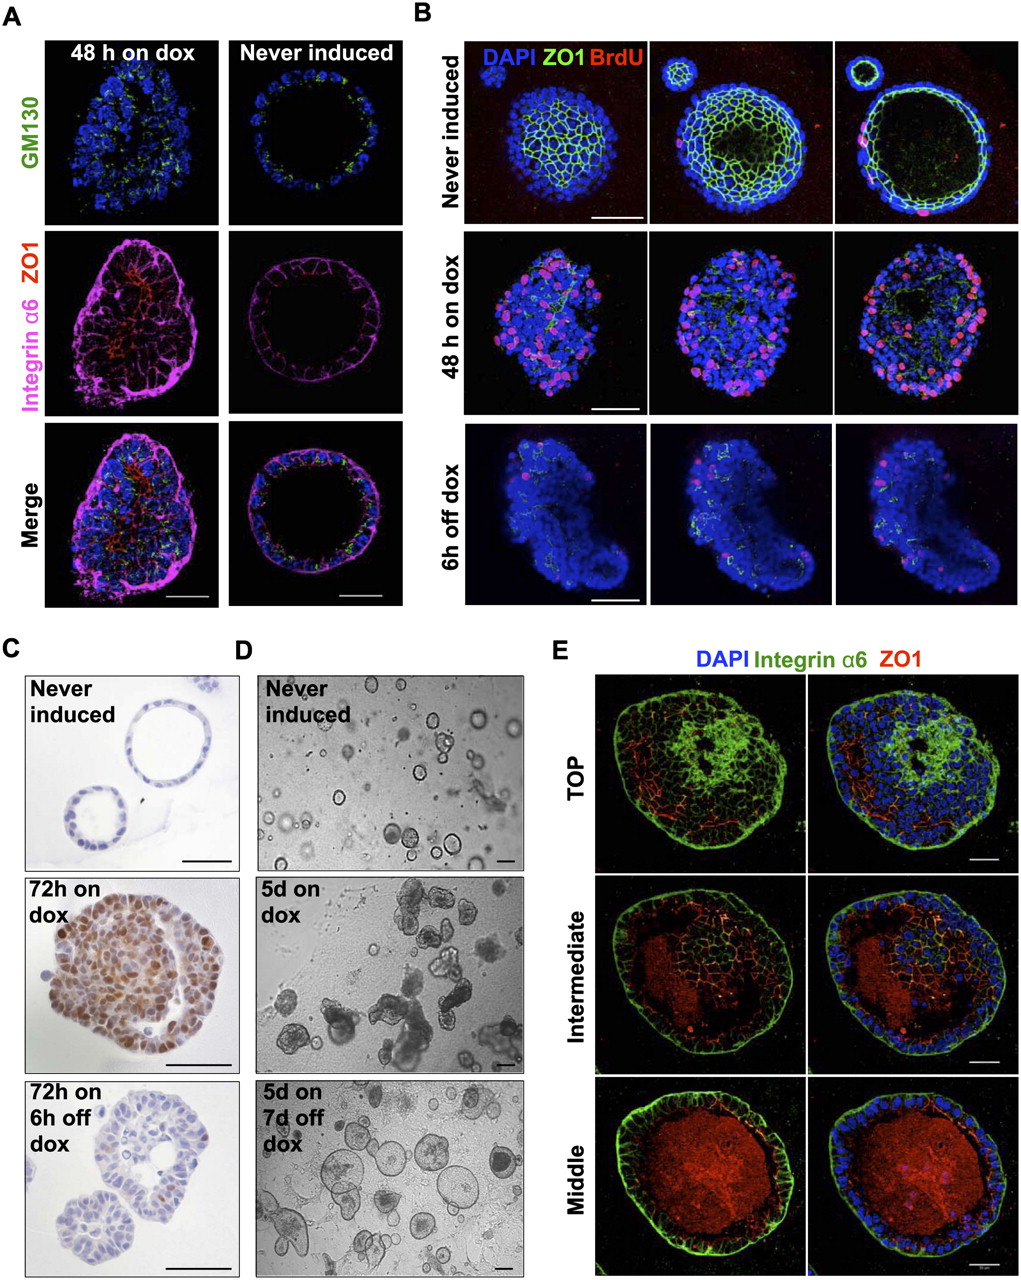 A
48 h on dox
Never induced
GM130
Integrin α6 ZO1
Merge
B
DAPI ZO1 BrdU
Never induced
48 h on dox
6h off dox
C
Never
induced
72h on
dox
72h on
6h off
dox
D
Never
induced
5d on
dox
5d on
7d off
dox
E
DAPI Integrin α6 ZO1
TOP
Intermediate
Middle